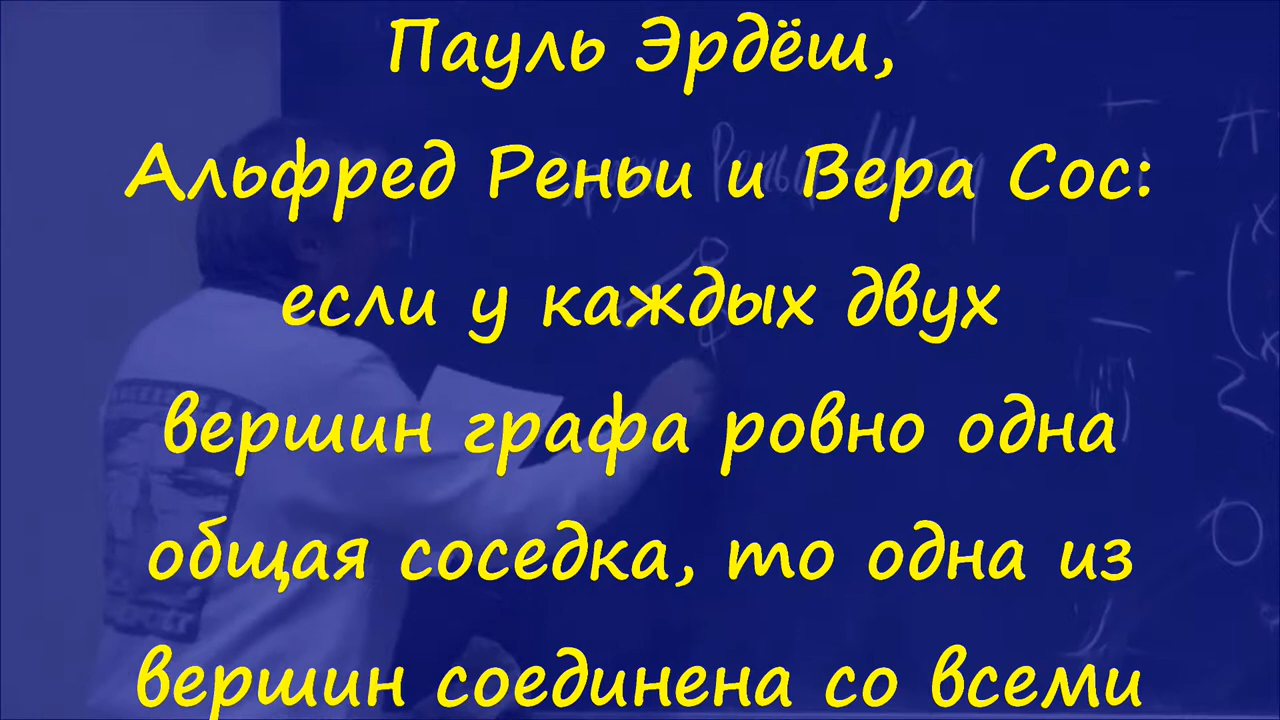 Пауль Эрдёш,
Альфред Реньи и Вера Сос:
если у каждых двух
вершин графа ровно одна
общая соседка, то одна из
вершин соединена со всеми